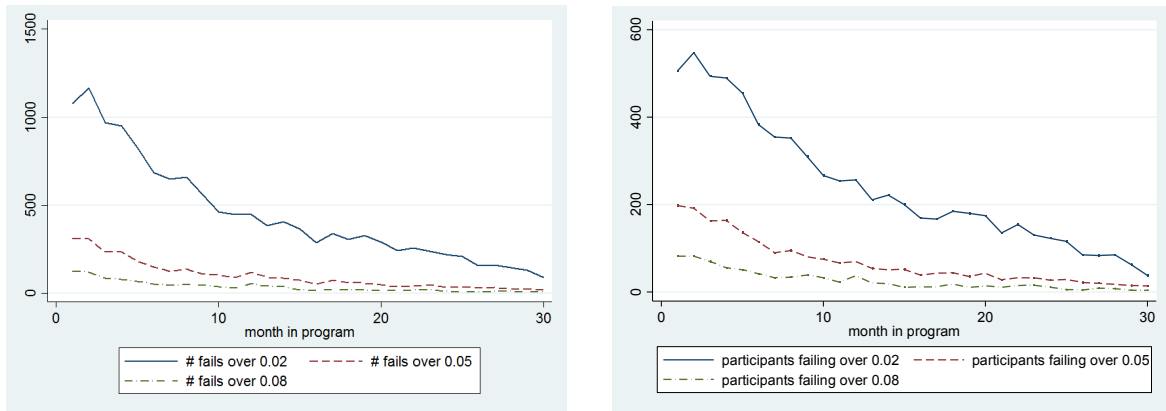 1500
1000
500
0
0 10 20 30
month in program
# fails over 0.02 # fails over 0.05
# fails over 0.08
600
400
200
0
0 10 20 30
month in program
participants failing over 0.02 participants failing over 0.05
participants failing over 0.08